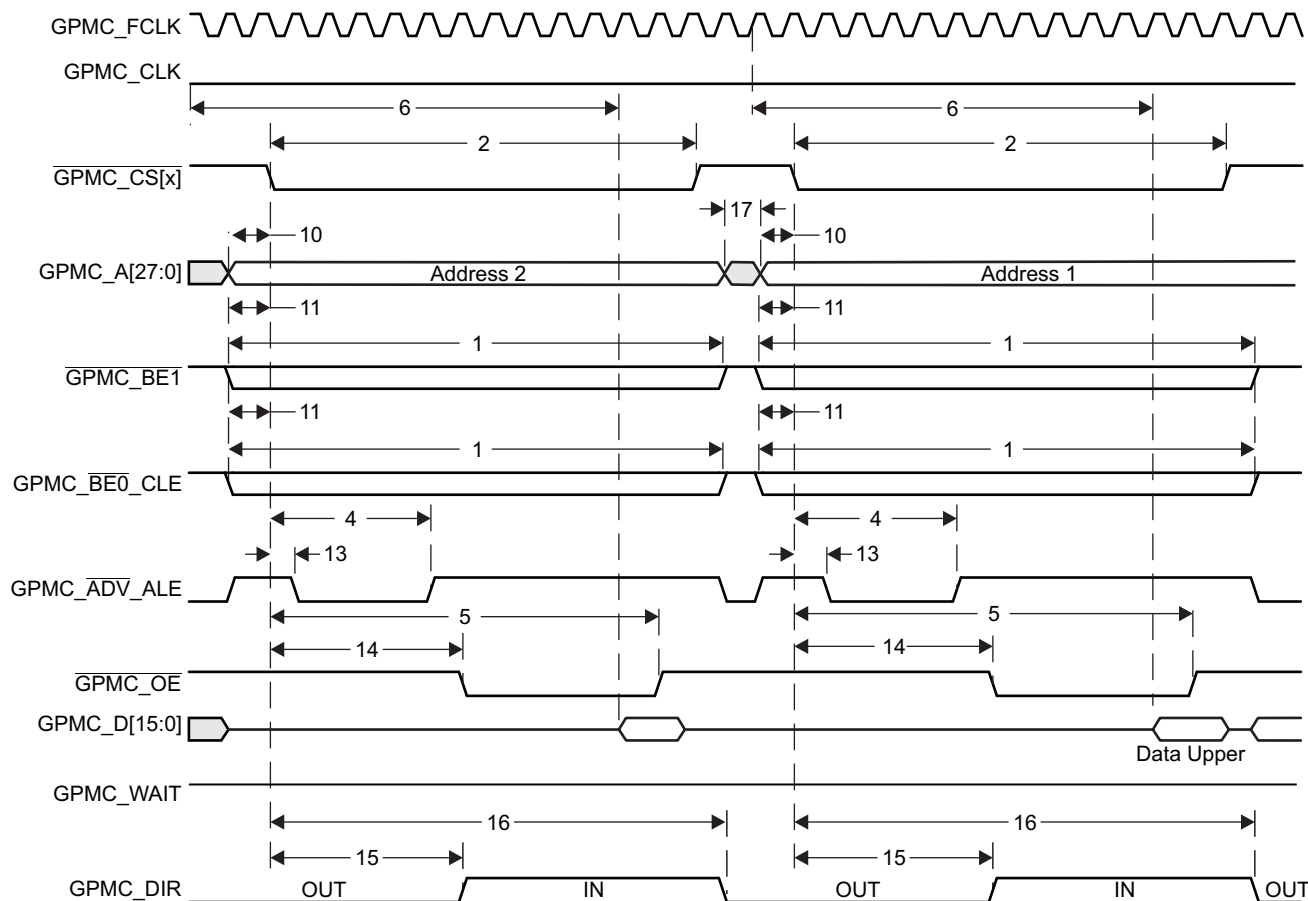 GPMC_FCLK
GPMC_CLK
6 6
2 2
GPMC_CS[x]
17
10 10
GPMC_A[27:0] Address 2 Address 1
11 11
1 1
GPMC_BE1
11 11
1 1
GPMC_BE0_CLE
4 4
13 13
GPMC_ADV_ALE
5 5
14 14
GPMC_OE
GPMC_D[15:0]
Data Upper
GPMC_WAIT
16 16
15 15
GPMC_DIR OUT IN OUT IN OUT